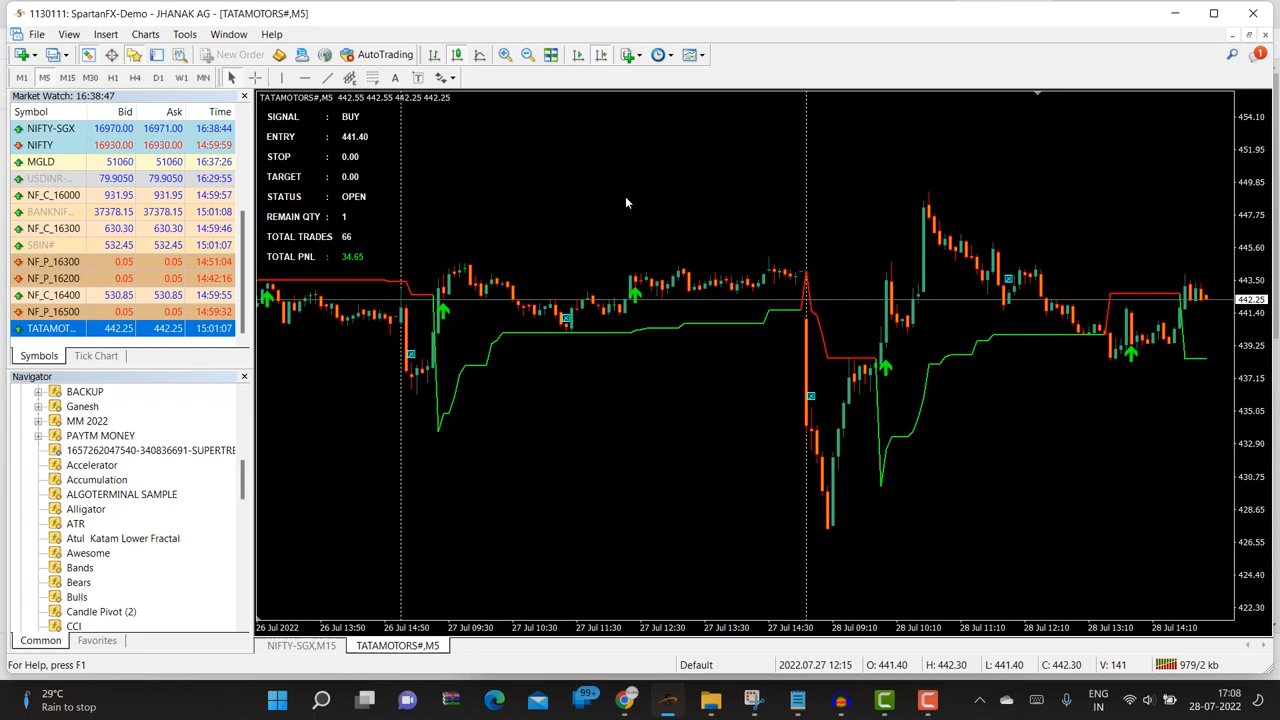 1130111: SpartanFX-Demo - JHANAK AG - [TATAMOTORS#,M5]
File View Insert Charts Tools Window Help
New Order AutoTrading 1
M1 M5 M15 M30 H1 H4 D1 W1 MN A T
Market Watch: 16:38:47
Symbol Bid Ask Time
NIFTY-SGX 16970.00 16971.00 16:38:44
NIFTY 16930.00 16930.00 14:59:59
MGLD 51060 51060 16:37:26
USDINR-... 79.9050 79.9050 16:29:55
NF_C_16000 931.95 931.95 14:59:57
BANKNIF... 37378.15 37378.15 15:01:08
NF_C_16300 630.30 630.30 14:59:46
SBIN# 532.45 532.45 15:01:07
NF_P_16300 0.05 0.05 14:51:04
NF_P_16200 0.05 0.05 14:42:16
NF_C_16400 530.85 530.85 14:59:55
NF_P_16500 0.05 0.05 14:59:32
TATAMOT... 442.25 442.25 15:01:07
Symbols Tick Chart
Navigator
BACKUP
Ganesh
MM 2022
PAYTM MONEY
1657262047540-340836691-SUPERTRE
Accelerator
Accumulation
ALGOTERMINAL SAMPLE
Alligator
ATR
Atul Katam Lower Fractal
Awesome
Bands
Bears
Bulls
Candle Pivot (2)
CCI
Common Favorites
TATAMOTORS#,M5 442.55 442.55 442.25 442.25
SIGNAL : BUY
ENTRY : 441.40
STOP : 0.00
TARGET : 0.00
STATUS : OPEN
REMAIN QTY : 1
TOTAL TRADES 66
TOTAL PNL : 34.65
454.10
451.95
449.85
447.75
445.60
443.50
442.25
441.40
439.25
437.15
435.05
432.90
430.75
428.65
426.55
424.40
422.30
26 Jul 2022 26 Jul 13:50 26 Jul 14:50 27 Jul 09:30 27 Jul 10:30 27 Jul 11:30 27 Jul 12:30 27 Jul 13:30 27 Jul 14:30 28 Jul 09:10 28 Jul 10:10 28 Jul 11:10 28 Jul 12:10 28 Jul 13:10 28 Jul 14:10
NIFTY-SGX,M15 TATAMOTORS#,M5
For Help, press F1 Default 2022.07.27 12:15 O: 441.40 H: 442.30 L: 441.40 C: 442.30 V: 141 979/2 kb
29°C
Rain to stop
99+
ENG
IN
17:08
28-07-2022